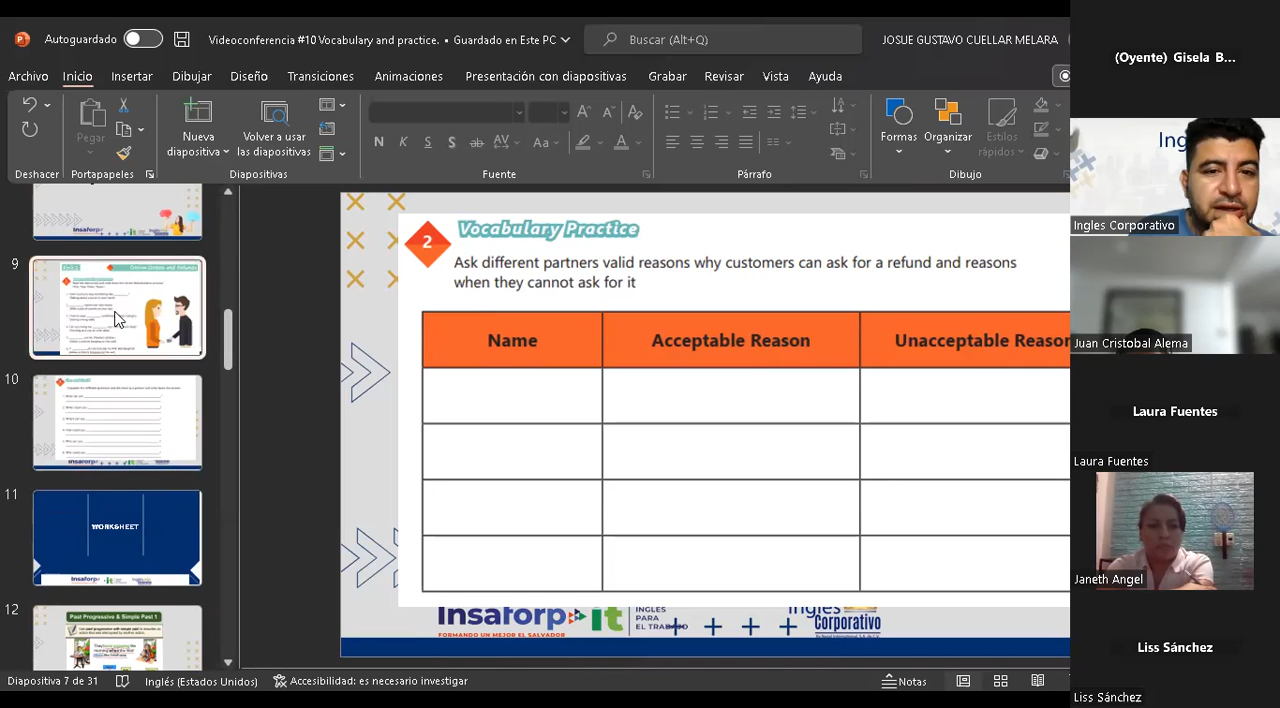 Autoguardado
Videoconferencia #10 Vocabulary and practice. • Guardado en Este PC
Buscar (Alt+Q)
JOSUE GUSTAVO CUELLAR MELARA
Archivo Inicio Insertar Dibujar Diseño Transiciones Animaciones Presentación con diapositivas Grabar Revisar Vista Ayuda
Pegar
Nueva diapositiva
Volver a usar las diapositivas
N K S S ab AV Aa A
Formas
Organizar
Estilos rápidos
Deshacer Portapapeles Diapositivas Fuente Párrafo Dibujo
9
10
11
WORKSHEET
12
Past Progressive & Simple Past 1
2
Vocabulary Practice
Ask different partners valid reasons why customers can ask for a refund and reasons
when they cannot ask for it
Name Acceptable Reason Unacceptable Reason
Insaforp it
INGLES
PARA
EL TRABAJO
FORMANDO UN MEJOR EL SALVADOR
Ingles
Corporativo
Diapositiva 7 de 31
Inglés (Estados Unidos)
Accesibilidad: es necesario investigar
Notas
(Oyente) Gisela B...
Ingles Corporativo
Juan Cristobal Alema
Laura Fuentes
Laura Fuentes
Janeth Angel
Liss Sánchez
Liss Sánchez